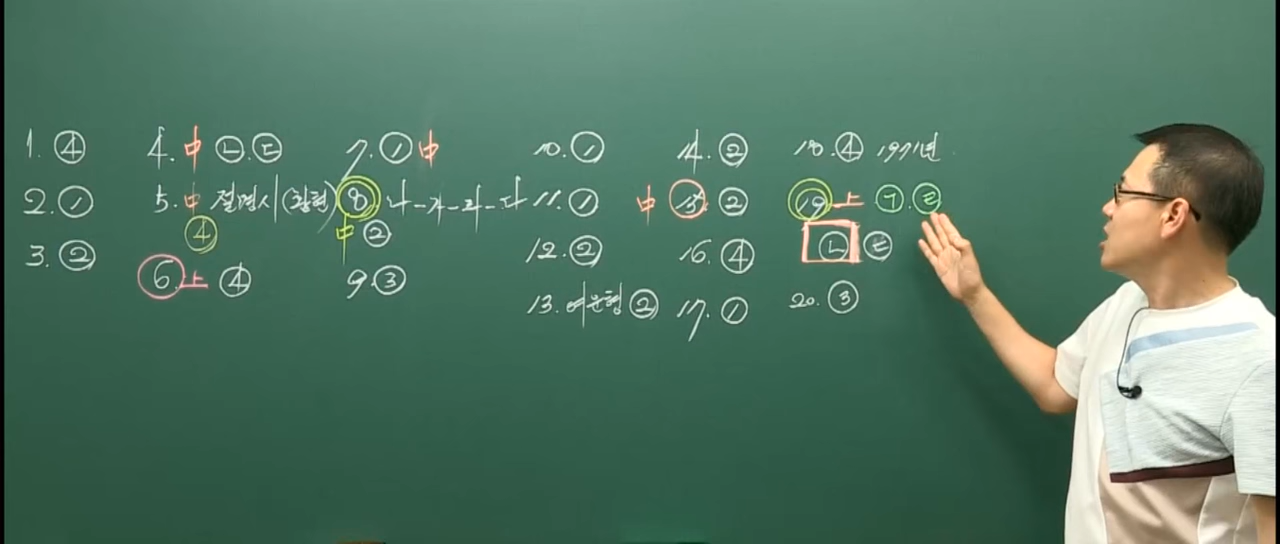 1. ④
2. ①
3. ②
4. 中 ㉡.㉢
5. 中 절명시(황현)
④
6. 上 ④
7. ① 中
8. 나-가-라-다
中 ②
9. ③
10. ①
11. ①
12. ②
13. 여운형 ②
14. ②
中 15. ②
16. ④
17. ①
18. ④ 1971년
19. 上 ㉠.㉣
㉡
20. ③